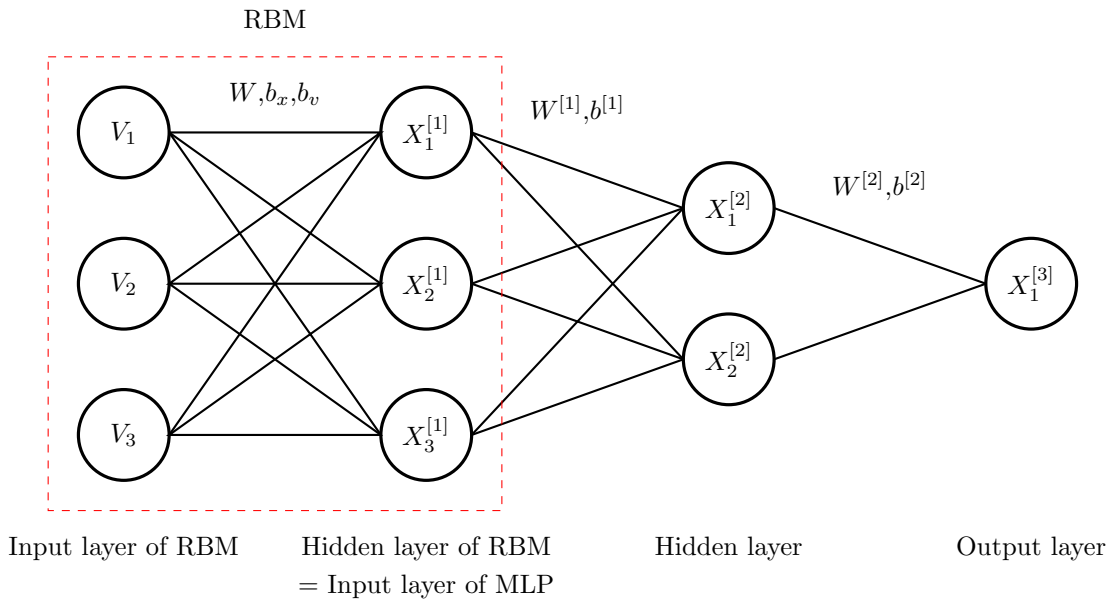 RBM
W,b_x,b_v
W^{[1]},b^{[1]}
W^{[2]},b^{[2]}
V_1
X_1^{[1]}
X_1^{[2]}
V_2
X_2^{[1]}
X_1^{[3]}
X_2^{[2]}
V_3
X_3^{[1]}
Input layer of RBM
Hidden layer of RBM
= Input layer of MLP
Hidden layer
Output layer